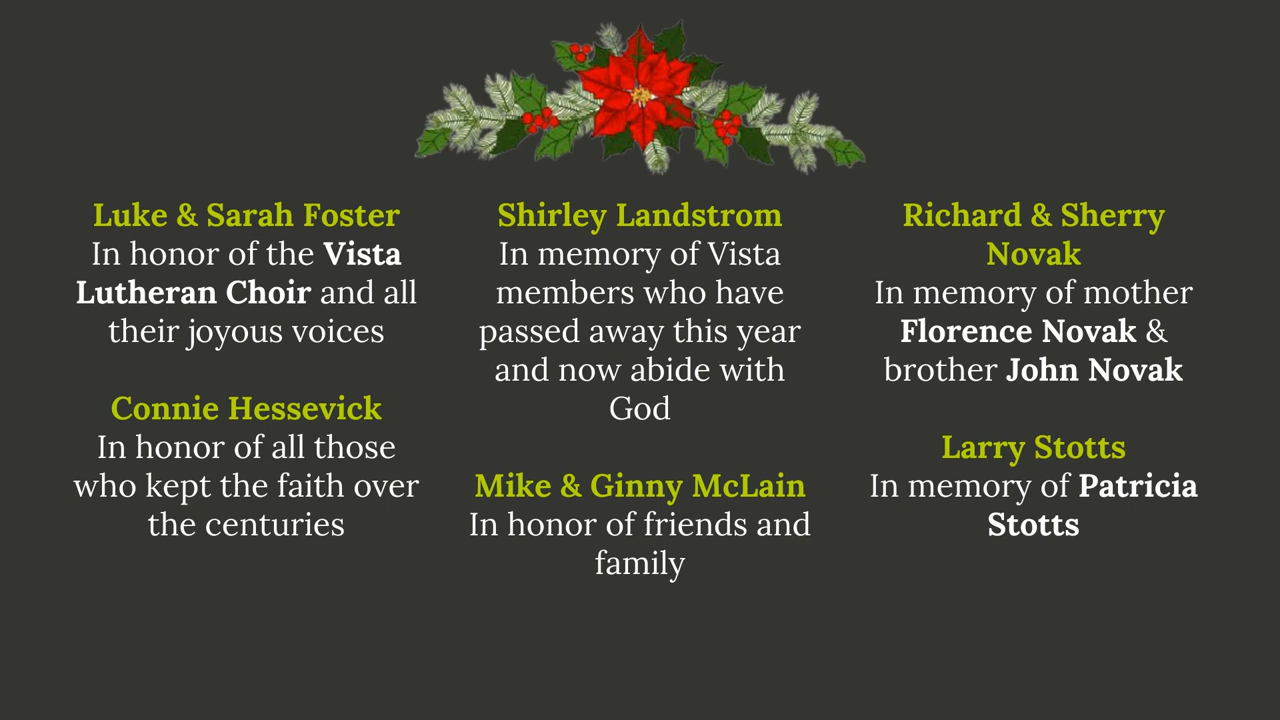 Luke & Sarah Foster
In honor of the Vista
Lutheran Choir and all
their joyous voices
Connie Hessevick
In honor of all those
who kept the faith over
the centuries
Shirley Landstrom
In memory of Vista
members who have
passed away this year
and now abide with
God
Mike & Ginny McLain
In honor of friends and
family
Richard & Sherry
Novak
In memory of mother
Florence Novak &
brother John Novak
Larry Stotts
In memory of Patricia
Stotts